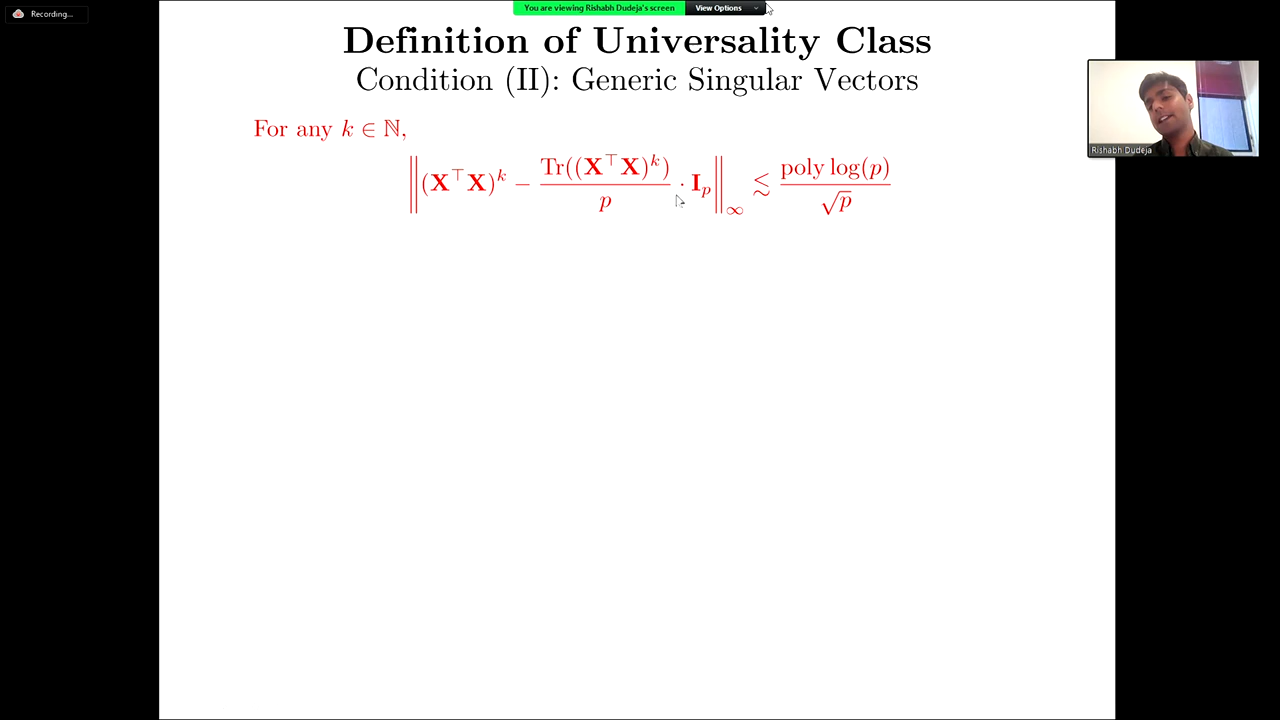 Recording...
You are viewing Rishabh Dudeja's screen View Options
Definition of Universality Class
Condition (II): Generic Singular Vectors
For any k ∈ ℕ,
‖(X⊤X)^k − Tr((X⊤X)^k)/p · I_p‖_∞ ≲ poly log(p)/√p
Rishabh Dudeja